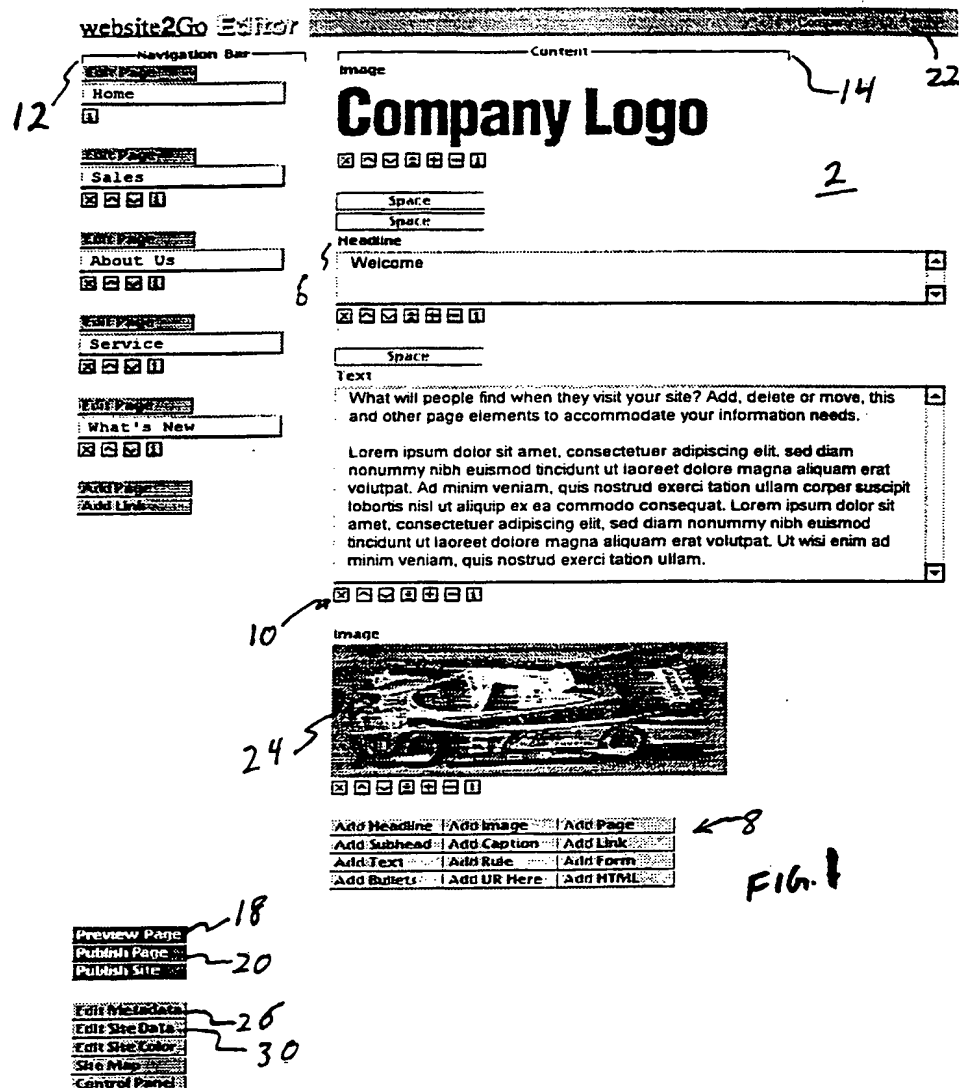 website2Go Editor
Company
22
Navigation Bar
12
Edit Page
Home
Edit Page
Sales
Edit Page
About Us
Edit Page
Service
Edit Page
What's New
Add Page
Add Link
Content
14
Image
Company Logo
2
Space
Space
Headline
6
Welcome
Space
Text
What will people find when they visit your site? Add, delete or move, this
and other page elements to accommodate your information needs.
Lorem ipsum dolor sit amet, consectetuer adipiscing elit, sed diam
nonummy nibh euismod tincidunt ut laoreet dolore magna aliquam erat
volutpat. Ad minim veniam, quis nostrud exerci tation ullam corper suscipit
lobortis nisl ut aliquip ex ea commodo consequat. Lorem ipsum dolor sit
amet, consectetuer adipiscing elit, sed diam nonummy nibh euismod
tincidunt ut laoreet dolore magna aliquam erat volutpat. Ut wisi enim ad
minim veniam, quis nostrud exerci tation ullam.
10
Image
24
Add Headline Add Image Add Page
8
Add Subhead Add Caption Add Link
Add Text Add Rule Add Form
Add Bullets Add UR Here Add HTML
FIG. 1
Preview Page 18
Publish Page 20
Publish Site
Edit Metadata 26
Edit Site Data 30
Edit Site Color
Site Map
Control Panel